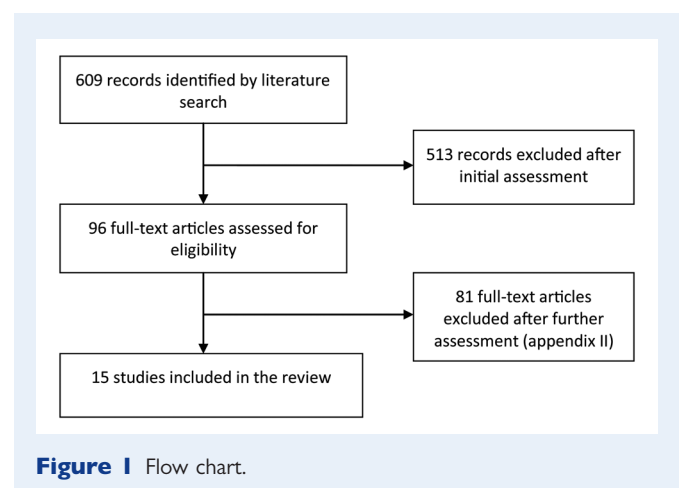 609 records identified by literature
search
513 records excluded after
initial assessment
96 full-text articles assessed for
eligibility
81 full-text articles
excluded after further
assessment (appendix II)
15 studies included in the review
Figure 1 Flow chart.